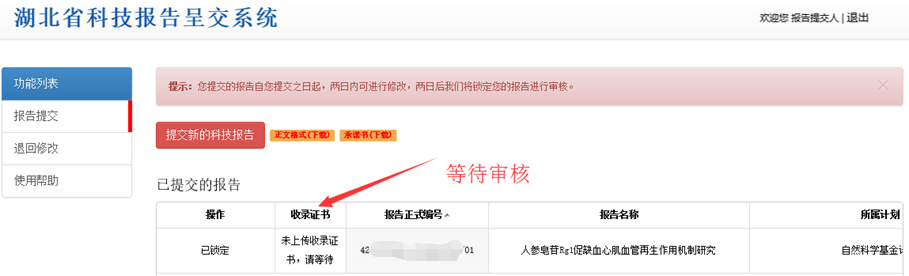 湖北省科技报告呈交系统
欢迎您 报告提交人 | 退出
功能列表
报告提交
退回修改
使用帮助
提示：您提交的报告自您提交之日起，两日内可进行修改，两日后我们将锁定您的报告进行审核。
提交新的科技报告 正文格式(下载) 承诺书(下载)
等待审核
已提交的报告
操作 收录证书 报告正式编号 报告名称 所属计划
已锁定 未上传收录证书，请等待 42 01 人参皂苷Rg1促缺血心肌血管再生作用机制研究 自然科学基金